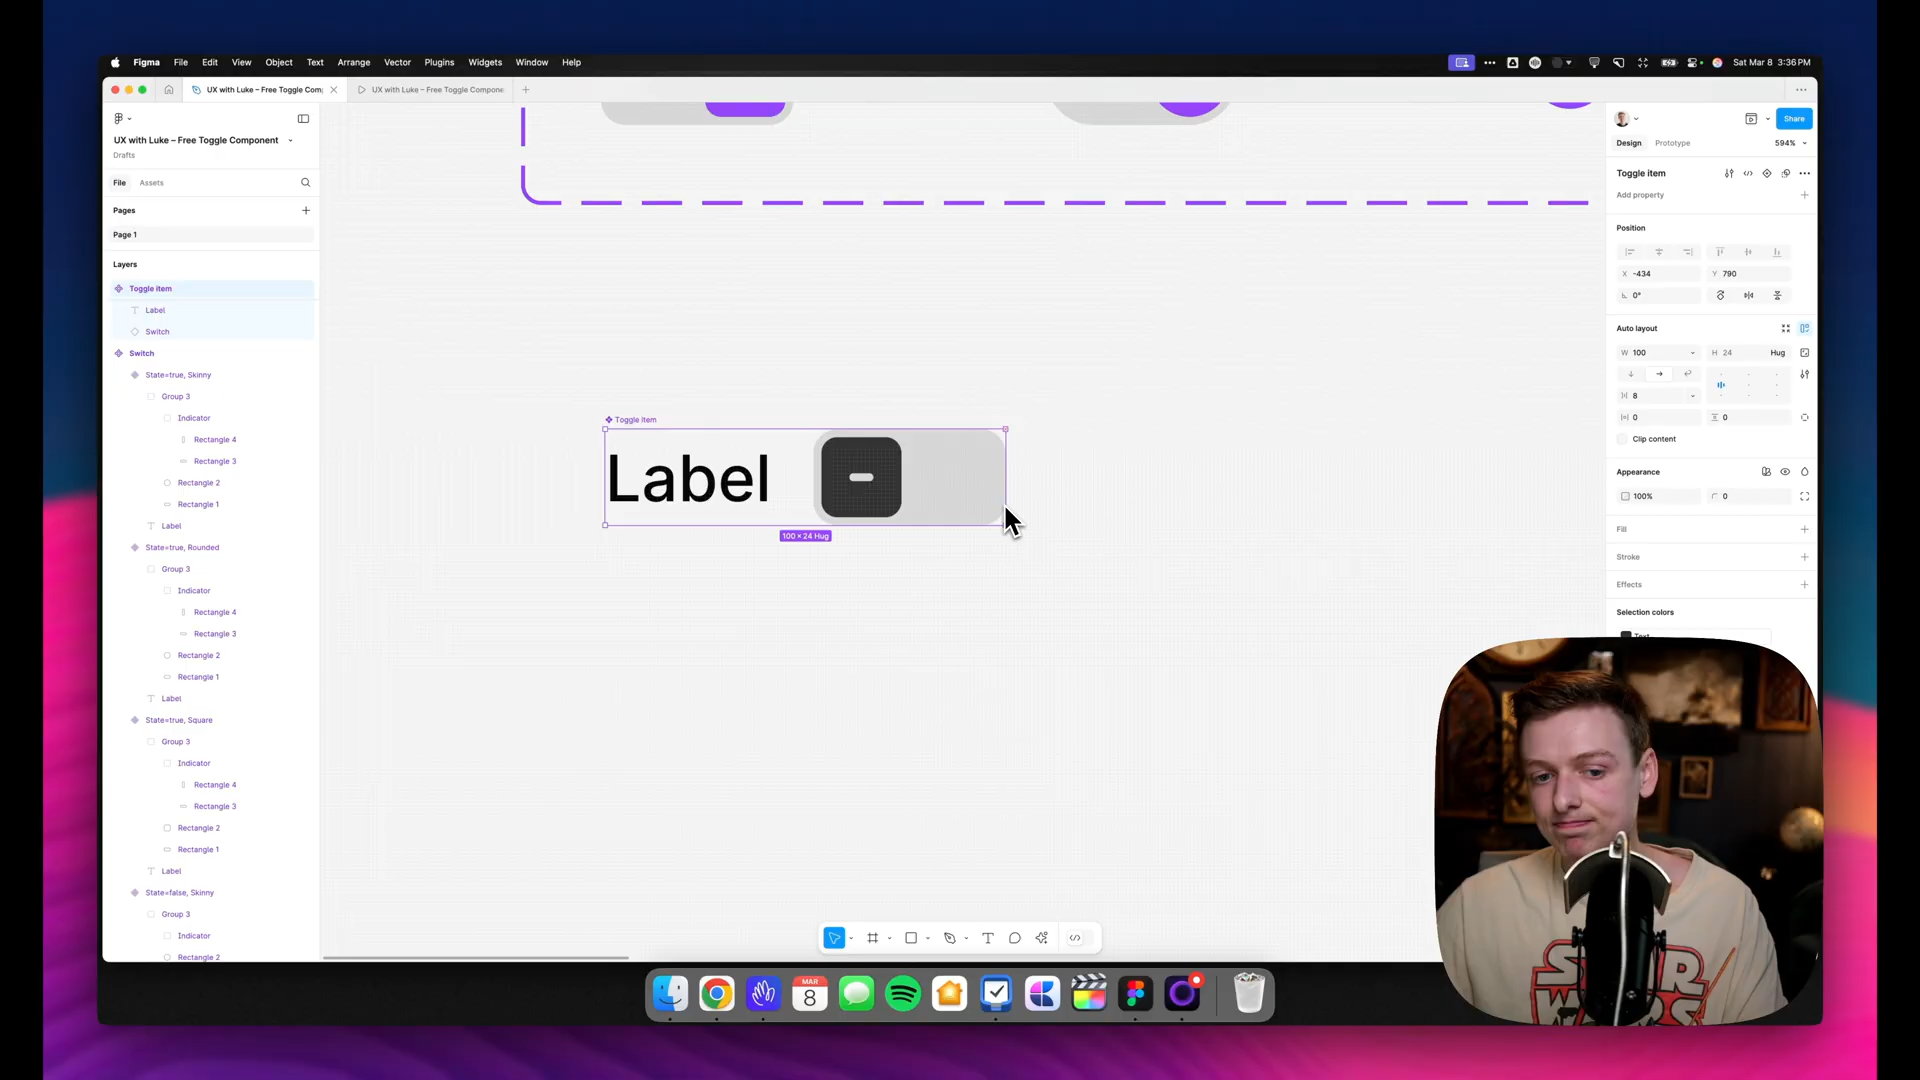 Figma File Edit View Object Text Arrange Vector Plugins Widgets Window Help
Sat Mar 8 3:36 PM
UX with Luke – Free Toggle Com
UX with Luke – Free Toggle Compone
UX with Luke – Free Toggle Component
Drafts
File
Assets
Pages
Page 1
Layers
Toggle item
Label
Switch
Switch
State=true, Skinny
Group 3
Indicator
Rectangle 4
Rectangle 3
Rectangle 2
Rectangle 1
Label
State=true, Rounded
Group 3
Indicator
Rectangle 4
Rectangle 3
Rectangle 2
Rectangle 1
Label
State=true, Square
Group 3
Indicator
Rectangle 4
Rectangle 3
Rectangle 2
Rectangle 1
Label
State=false, Skinny
Group 3
Indicator
Rectangle 2
Toggle item
Label
100 × 24 Hug
Share
Design
Prototype
594%
Toggle item
Add property
Position
X -434
Y 790
0°
Auto layout
W 100
H 24 Hug
8
0
0
Clip content
Appearance
100%
0
Fill
Stroke
Effects
Selection colors
Text
MAR
8
STAR
WARS